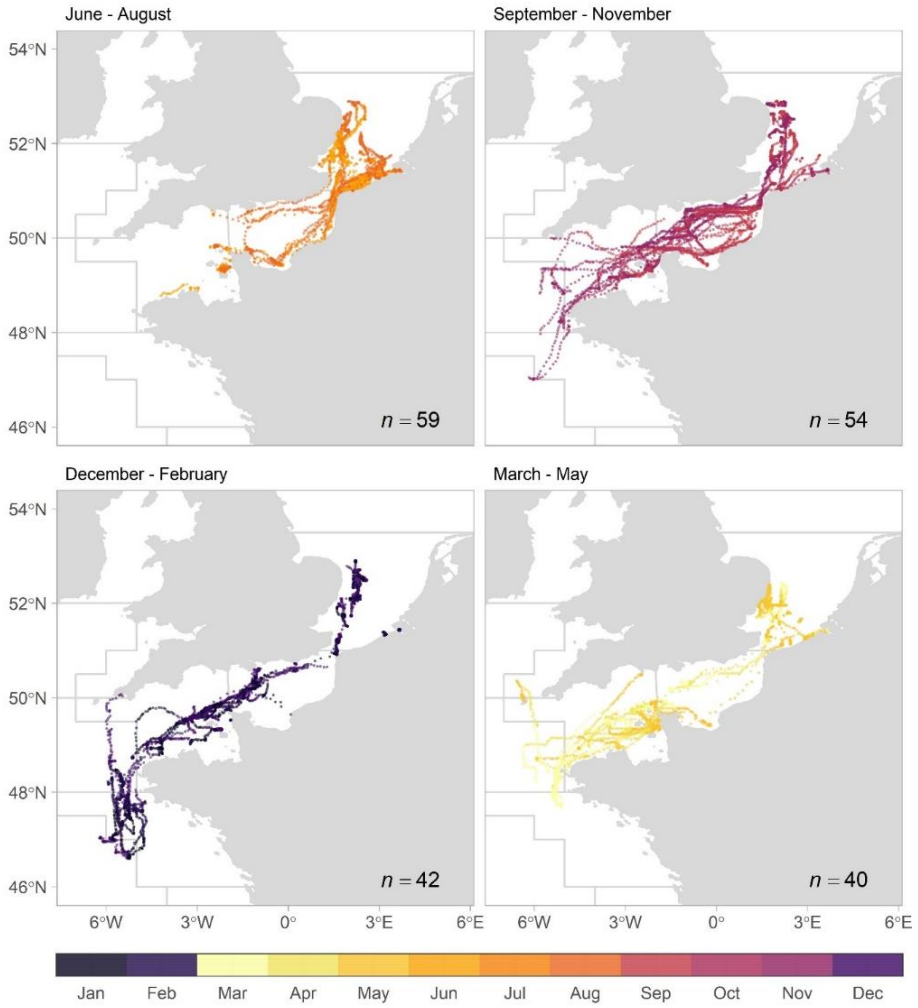 June - August
September - November
54°N
52°N
50°N
48°N
46°N
n = 59
n = 54
December - February
March - May
54°N
52°N
50°N
48°N
46°N
n = 42
n = 40
6°W 3°W 0° 3°E 6°W 3°W 0° 3°E 6°E
Jan Feb Mar Apr May Jun Jul Aug Sep Oct Nov Dec